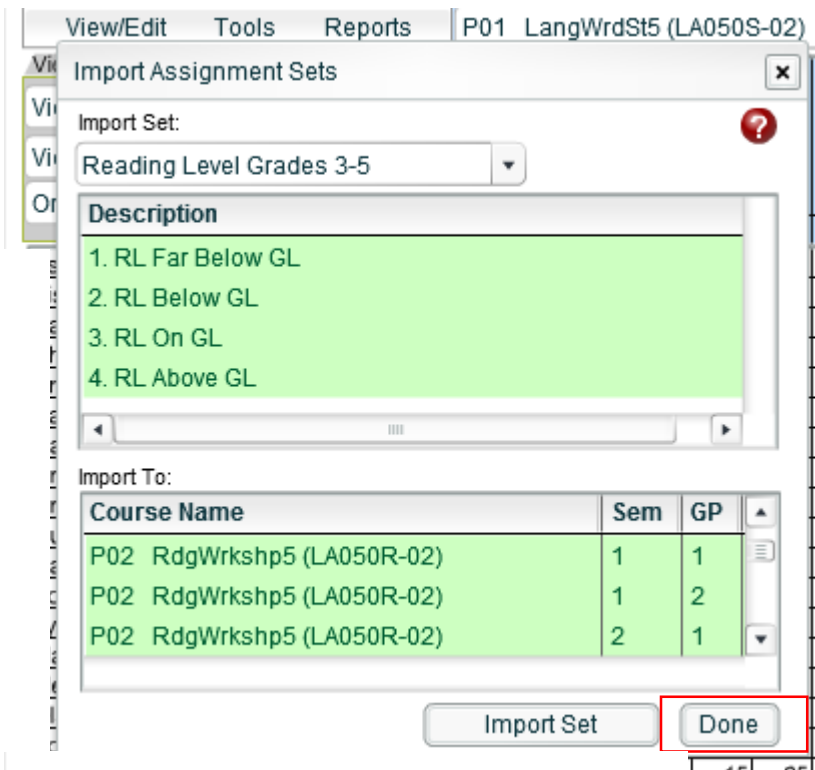 View/Edit Tools Reports P01 LangWrdSt5 (LA050S-02)
Import Assignment Sets
Import Set:
?
Reading Level Grades 3-5
Description
1. RL Far Below GL
2. RL Below GL
3. RL On GL
4. RL Above GL
Import To:
Course Name Sem GP
P02 RdgWrkshp5 (LA050R-02) 1 1
P02 RdgWrkshp5 (LA050R-02) 1 2
P02 RdgWrkshp5 (LA050R-02) 2 1
Import Set Done